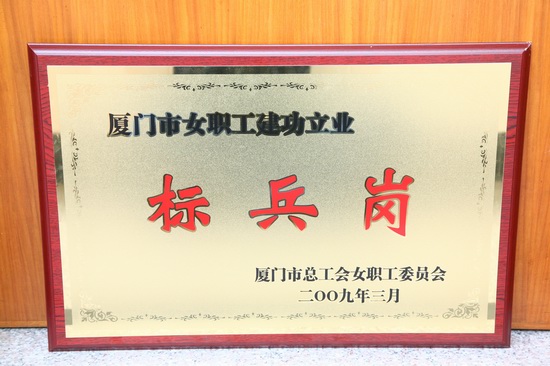 厦门市女职工建功立业
标兵岗
厦门市总工会女职工委员会
二〇〇九年三月